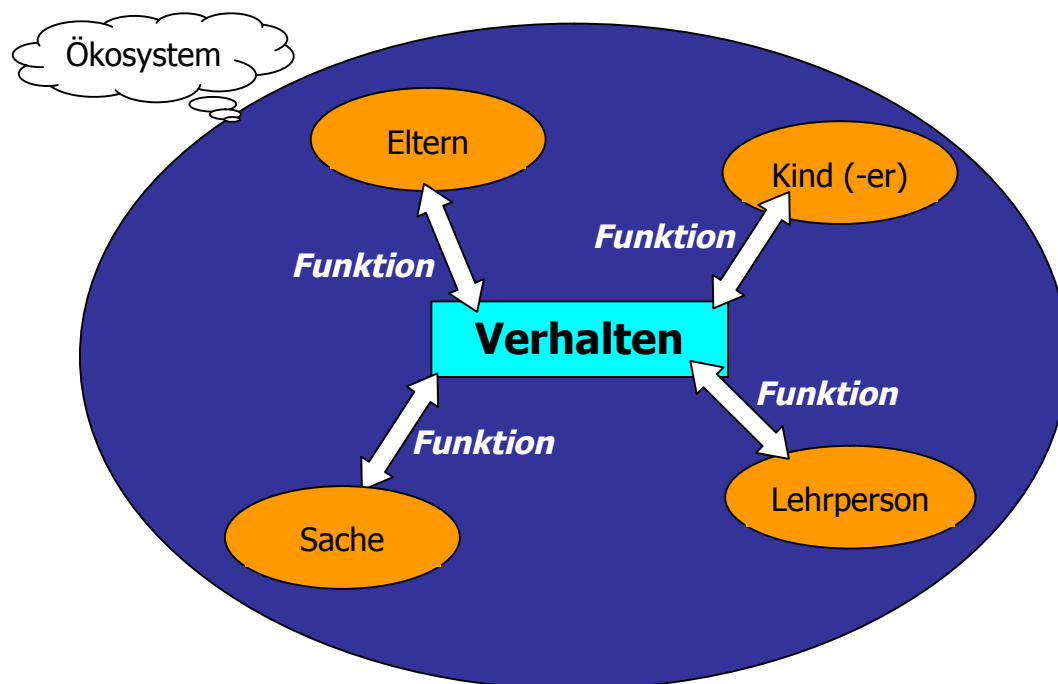 Ökosystem
Eltern
Kind (-er)
Funktion
Funktion
Verhalten
Funktion
Funktion
Lehrperson
Sache